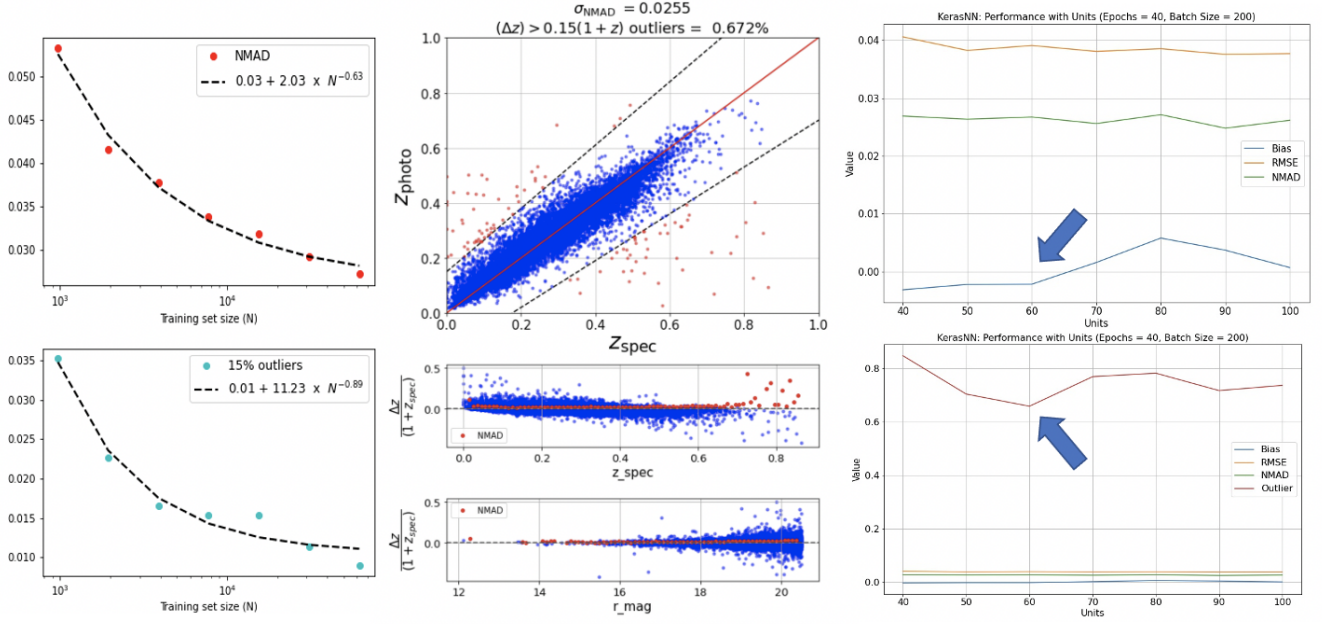 NMAD
0.03 + 2.03 x N^−0.63
0.050
0.045
0.040
0.035
0.030
10^3
10^4
Training set size (N)
15% outliers
0.01 + 11.23 x N^−0.89
0.035
0.030
0.025
0.020
0.015
0.010
10^3
10^4
Training set size (N)
σ_NMAD = 0.0255
(Δz) > 0.15(1 + z) outliers = 0.672%
1.0
0.8
0.6
0.4
0.2
0.0
z_photo
0.0 0.2 0.4 0.6 0.8 1.0
z_spec
0.5
0.0
Δz
(1 + z_spec)
NMAD
0.0 0.2 0.4 0.6 0.8
z_spec
0.5
0.0
Δz
(1 + z_spec)
NMAD
12 14 16 18 20
r_mag
KerasNN: Performance with Units (Epochs = 40, Batch Size = 200)
0.04
0.03
0.02
0.01
0.00
Value
Bias
RMSE
NMAD
40 50 60 70 80 90 100
Units
KerasNN: Performance with Units (Epochs = 40, Batch Size = 200)
0.8
0.6
0.4
0.2
0.0
Value
Bias
RMSE
NMAD
Outlier
40 50 60 70 80 90 100
Units